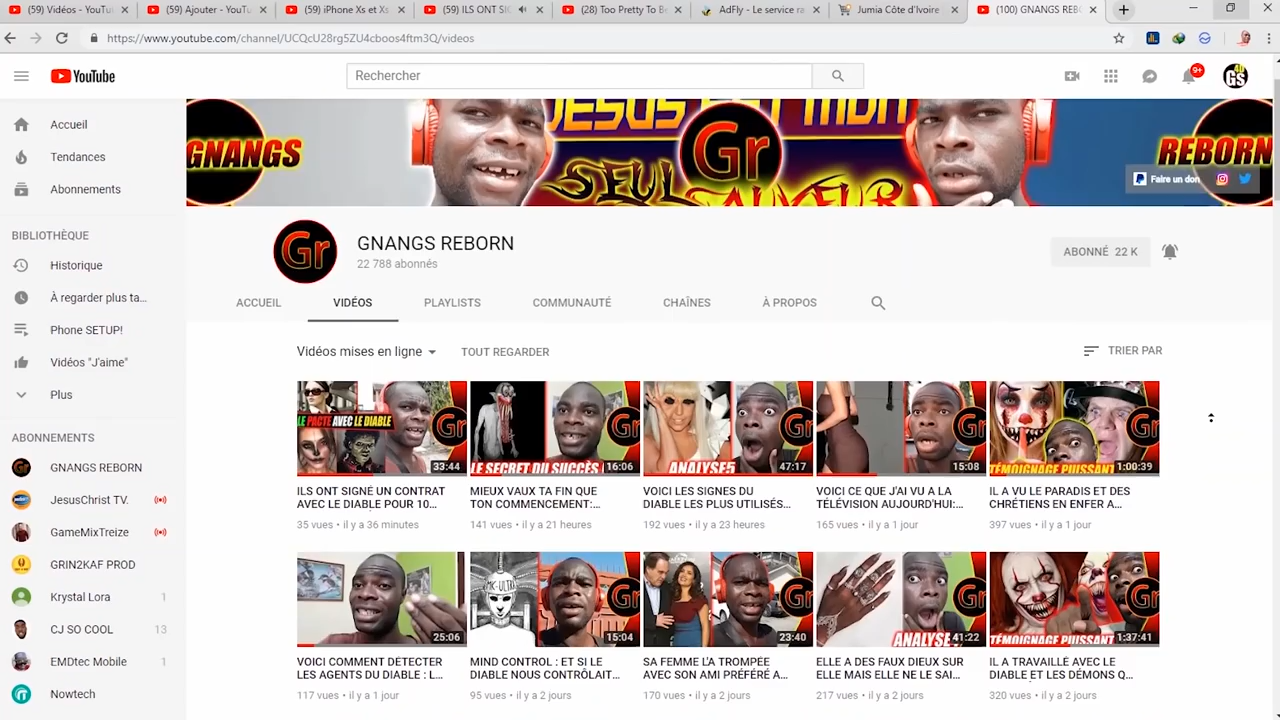 (59) Vidéos - YouTu
(59) Ajouter - YouTu
(59) iPhone Xs et Xs
(59) ILS ONT SIG
(28) Too Pretty To Be
AdFly - Le service ra
Jumia Côte d'Ivoire
(100) GNANGS REBO
https://www.youtube.com/channel/UCQcU28rg5ZU4cboos4ftm3Q/videos
YouTube
Rechercher
9+
GS
4U
Accueil
Tendances
Abonnements
BIBLIOTHÈQUE
Historique
À regarder plus ta...
Phone SETUP!
Vidéos "J'aime"
Plus
ABONNEMENTS
GNANGS REBORN
JesusChrist TV.
GameMixTreize
GRIN2KAF PROD
Krystal Lora 1
CJ SO COOL 13
EMDtec Mobile 1
Nowtech
GNANGS
JESUS EST MON
Gr
SEUL SAUVEUR
REBORN
Faire un don
Gr
GNANGS REBORN
22 788 abonnés
ABONNÉ 22 K
ACCUEIL
VIDÉOS
PLAYLISTS
COMMUNAUTÉ
CHAÎNES
À PROPOS
Vidéos mises en ligne
TOUT REGARDER
TRIER PAR
LE PACTE AVEC LE DIABLE
33:44
ILS ONT SIGNÉ UN CONTRAT
AVEC LE DIABLE POUR 10...
35 vues • il y a 36 minutes
LE SECRET DU SUCCÈS
16:06
MIEUX VAUX TA FIN QUE
TON COMMENCEMENT:...
141 vues • il y a 21 heures
ANALYSE5
47:17
VOICI LES SIGNES DU
DIABLE LES PLUS UTILISÉS...
192 vues • il y a 23 heures
15:08
VOICI CE QUE J'AI VU A LA
TÉLÉVISION AUJOURD'HUI:...
165 vues • il y a 1 jour
TÉMOIGNAGE PUISSANT
1:00:39
IL A VU LE PARADIS ET DES
CHRÉTIENS EN ENFER A...
397 vues • il y a 1 jour
25:06
VOICI COMMENT DÉTECTER
LES AGENTS DU DIABLE : L...
117 vues • il y a 1 jour
MK-ULTRA
15:04
MIND CONTROL : ET SI LE
DIABLE NOUS CONTRÔLAIT...
95 vues • il y a 2 jours
23:40
SA FEMME L'A TROMPÉE
AVEC SON AMI PRÉFÉRÉ A...
170 vues • il y a 2 jours
ANALYSE
41:22
ELLE A DES FAUX DIEUX SUR
ELLE MAIS ELLE NE LE SAI...
217 vues • il y a 2 jours
TÉMOIGNAGE PUISSANT
1:37:41
IL A TRAVAILLÉ AVEC LE
DIABLE ET LES DÉMONS Q...
320 vues • il y a 2 jours